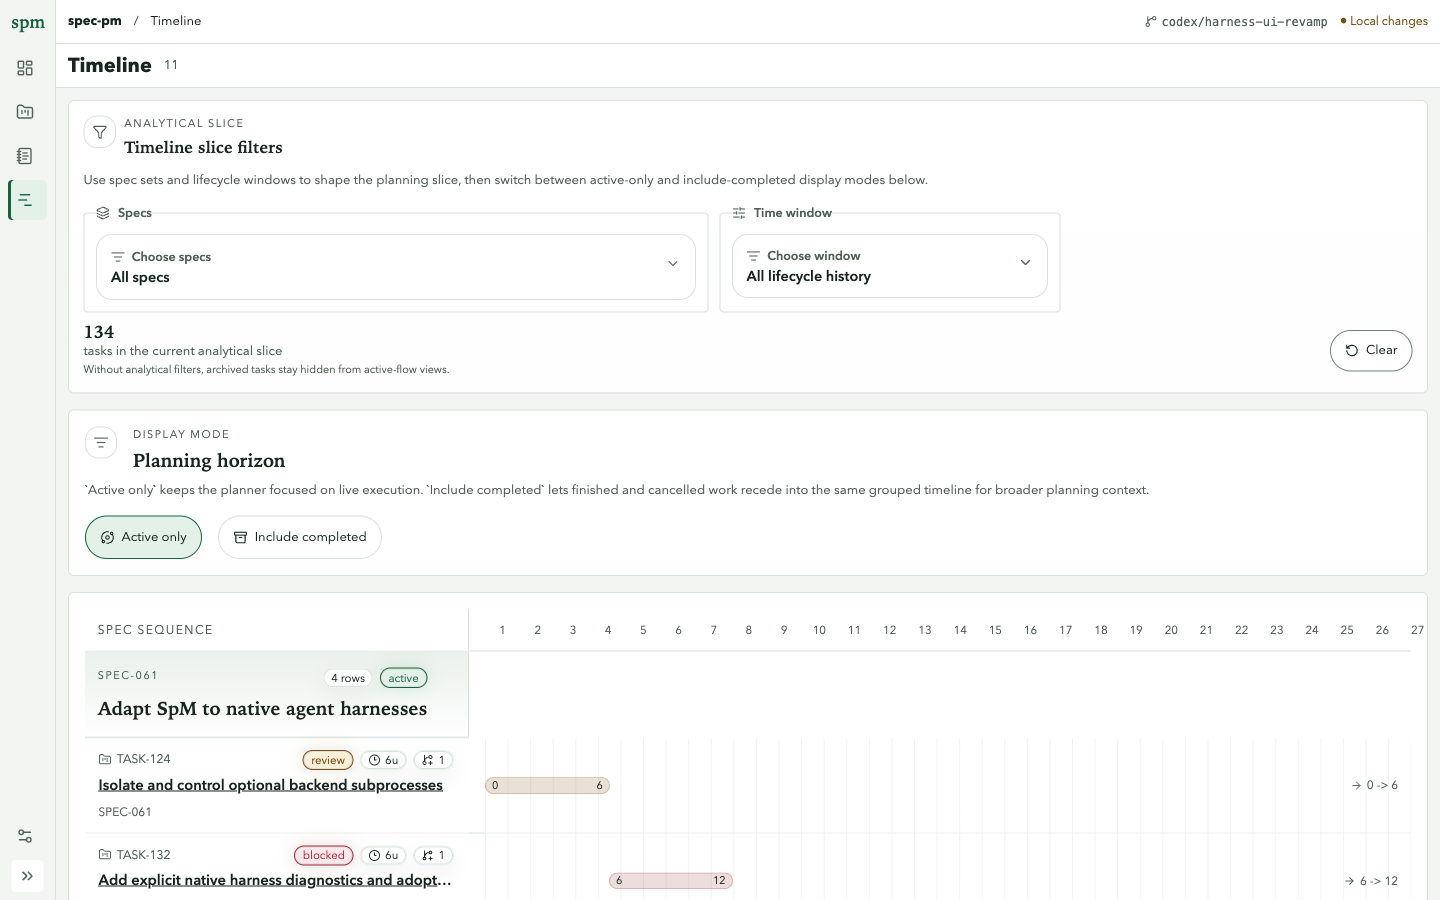 spm
spec-pm / Timeline
codex/harness-ui-revamp
Local changes
Timeline 11
ANALYTICAL SLICE
Timeline slice filters
Use spec sets and lifecycle windows to shape the planning slice, then switch between active-only and include-completed display modes below.
Specs
Choose specs
All specs
Time window
Choose window
All lifecycle history
134
tasks in the current analytical slice
Without analytical filters, archived tasks stay hidden from active-flow views.
Clear
DISPLAY MODE
Planning horizon
`Active only` keeps the planner focused on live execution. `Include completed` lets finished and cancelled work recede into the same grouped timeline for broader planning context.
Active only
Include completed
SPEC SEQUENCE
1 2 3 4 5 6 7 8 9 10 11 12 13 14 15 16 17 18 19 20 21 22 23 24 25 26 27
SPEC-061 4 rows active
Adapt SpM to native agent harnesses
TASK-124 review 6u 1
Isolate and control optional backend subprocesses
SPEC-061
0 6
→ 0 -> 6
TASK-132 blocked 6u 1
Add explicit native harness diagnostics and adopt...
6 12
→ 6 -> 12